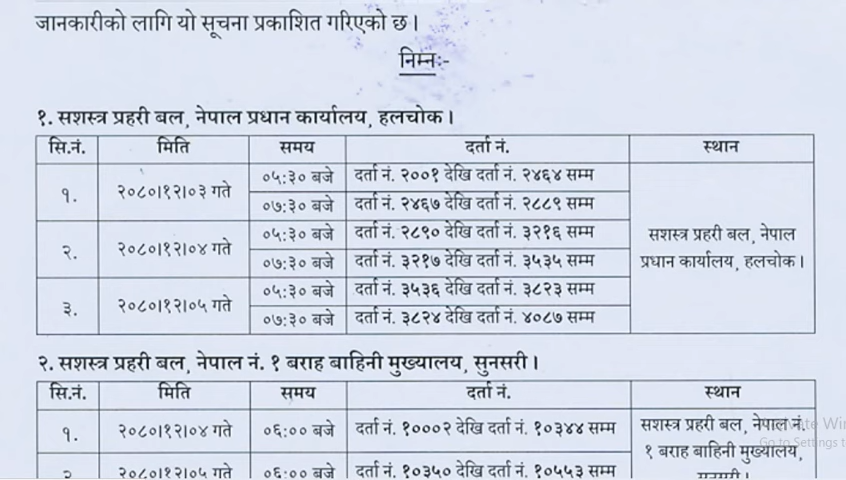 जानकारीको लागि यो सूचना प्रकाशित गरिएको छ।
निम्नः-
१. सशस्त्र प्रहरी बल, नेपाल प्रधान कार्यालय, हलचोक।
सि.नं. मिति समय दर्ता नं. स्थान
१. २०८०।१२।०३ गते ०५:३० बजे दर्ता नं. २००१ देखि दर्ता नं. २४६४ सम्म
०७:३० बजे दर्ता नं. २४६७ देखि दर्ता नं. २८८९ सम्म
२. २०८०।१२।०४ गते ०५:३० बजे दर्ता नं. २८९० देखि दर्ता नं. ३२१६ सम्म
०७:३० बजे दर्ता नं. ३२१७ देखि दर्ता नं. ३५३५ सम्म
३. २०८०।१२।०५ गते ०५:३० बजे दर्ता नं. ३५३६ देखि दर्ता नं. ३८२३ सम्म
०७:३० बजे दर्ता नं. ३८२४ देखि दर्ता नं. ४०८७ सम्म
सशस्त्र प्रहरी बल, नेपाल
प्रधान कार्यालय, हलचोक।
२. सशस्त्र प्रहरी बल, नेपाल नं. १ बराह बाहिनी मुख्यालय, सुनसरी।
सि.नं. मिति समय दर्ता नं. स्थान
१. २०८०।१२।०४ गते ०६:०० बजे दर्ता नं. १०००२ देखि दर्ता नं. १०३४४ सम्म
२ २०८०।१२।०५ गते ०६:०० बजे दर्ता नं. १०३५० देखि दर्ता नं. १०५५३ सम्म
सशस्त्र प्रहरी बल, नेपाल नं.
१ बराह बाहिनी मुख्यालय,
सुनसरी।
Go to Settings t